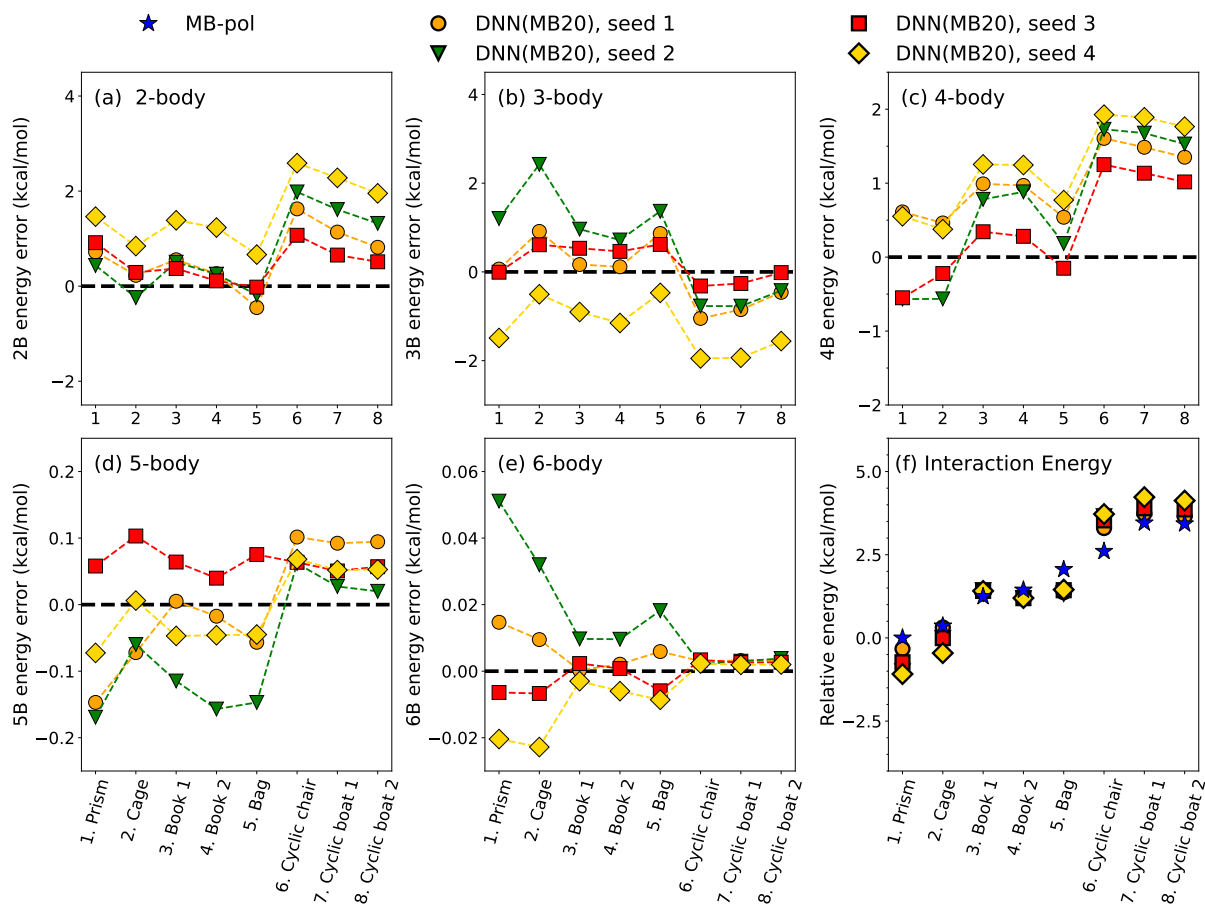 MB-pol
DNN(MB20), seed 1
DNN(MB20), seed 2
DNN(MB20), seed 3
DNN(MB20), seed 4
(a) 2-body
2B energy error (kcal/mol)
4
2
0
−2
1 2 3 4 5 6 7 8
(b) 3-body
3B energy error (kcal/mol)
4
2
0
−2
1 2 3 4 5 6 7 8
(c) 4-body
4B energy error (kcal/mol)
2
1
0
−1
−2
1 2 3 4 5 6 7 8
(d) 5-body
5B energy error (kcal/mol)
0.2
0.1
0.0
−0.1
−0.2
1. Prism
2. Cage
3. Book 1
4. Book 2
5. Bag
6. Cyclic chair
7. Cyclic boat 1
8. Cyclic boat 2
(e) 6-body
6B energy error (kcal/mol)
0.06
0.04
0.02
0.00
−0.02
1. Prism
2. Cage
3. Book 1
4. Book 2
5. Bag
6. Cyclic chair
7. Cyclic boat 1
8. Cyclic boat 2
(f) Interaction Energy
Relative energy (kcal/mol)
5.0
2.5
0.0
−2.5
1. Prism
2. Cage
3. Book 1
4. Book 2
5. Bag
6. Cyclic chair
7. Cyclic boat 1
8. Cyclic boat 2